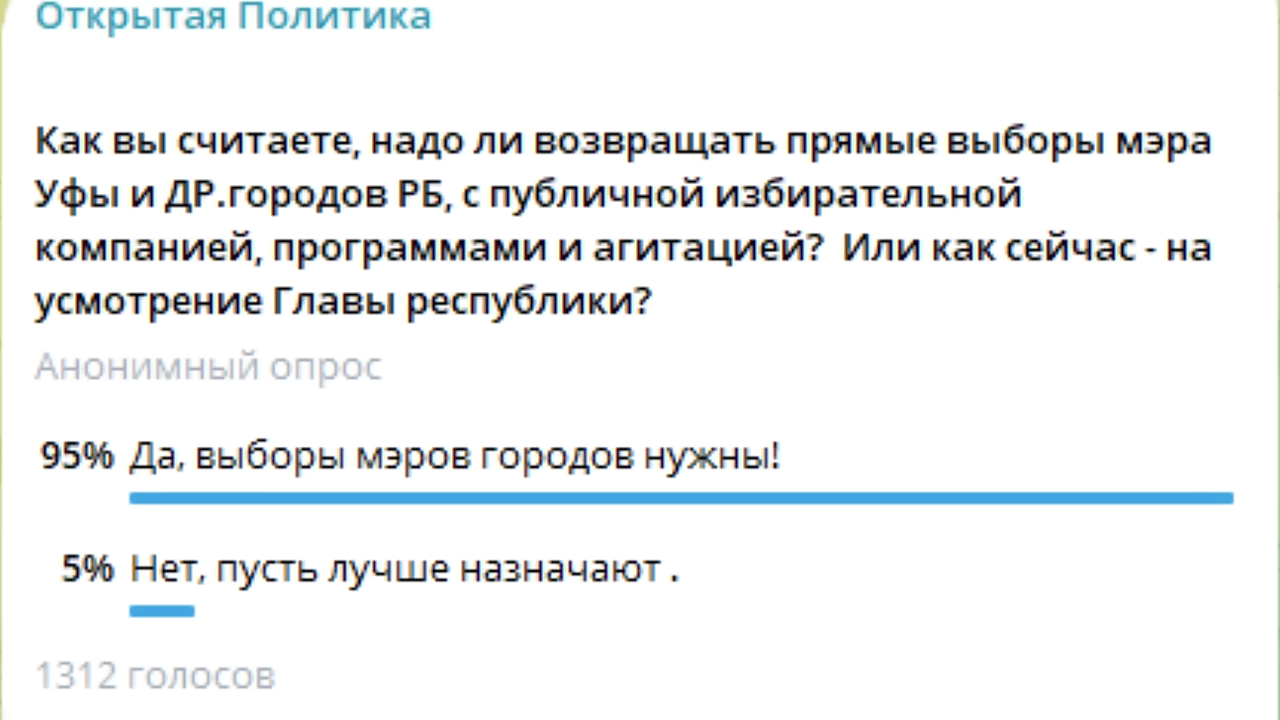 Открытая Политика
Как вы считаете, надо ли возвращать прямые выборы мэра
Уфы и ДР.городов РБ, с публичной избирательной
компанией, программами и агитацией?  Или как сейчас - на
усмотрение Главы республики?
Анонимный опрос
95% Да, выборы мэров городов нужны!
5% Нет, пусть лучше назначают .
1312 голосов